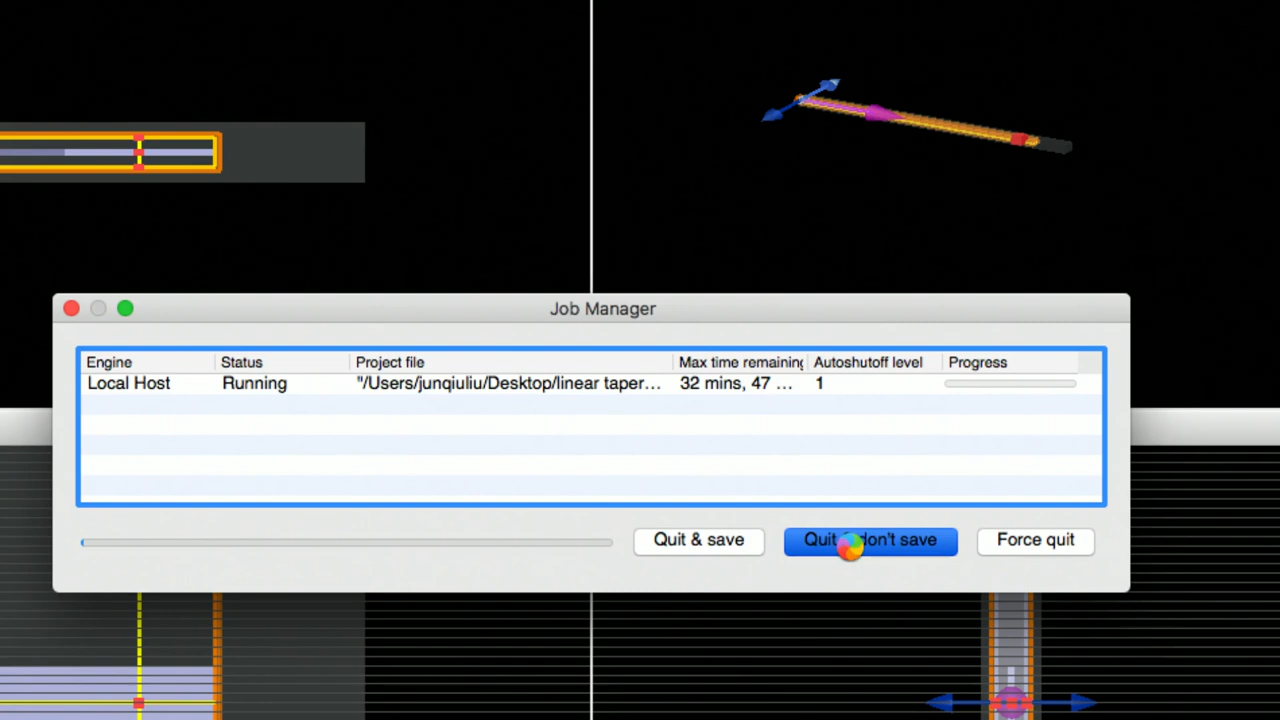 Job Manager
Engine Status Project file Max time remaining Autoshutoff level Progress
Local Host Running "/Users/junqiuliu/Desktop/linear taper... 32 mins, 47 ... 1
Quit & save Quit & don't save Force quit